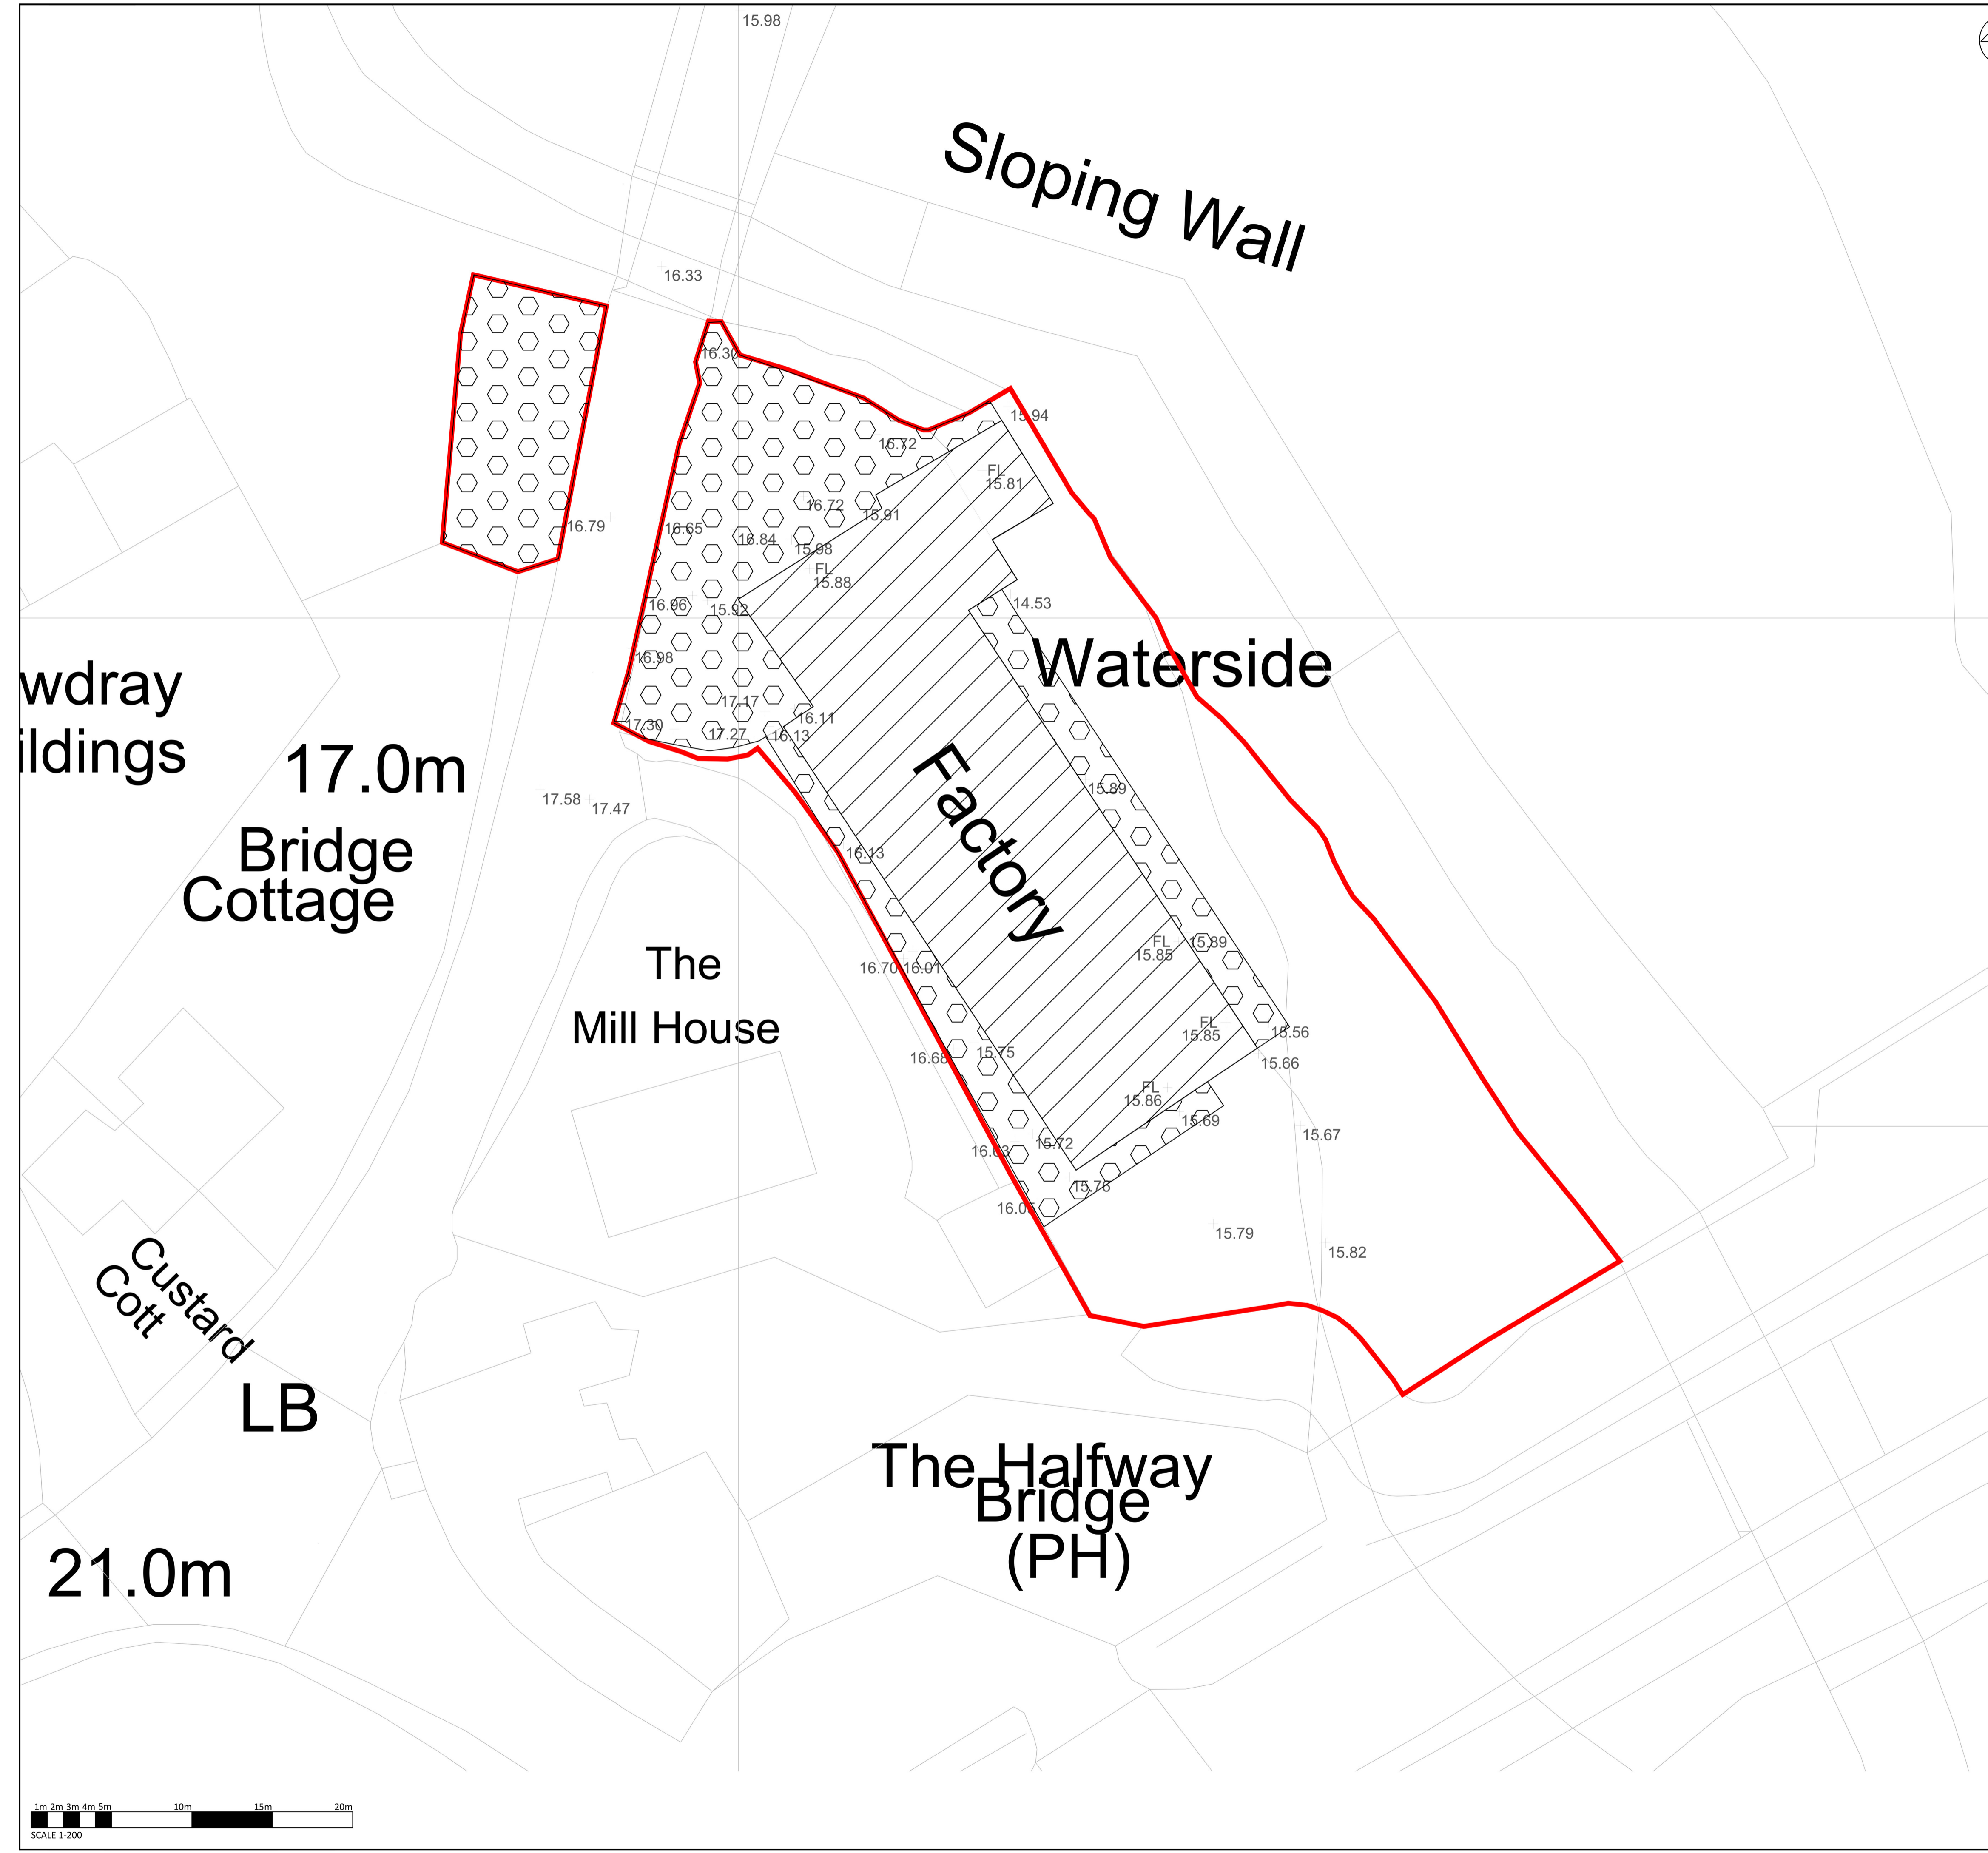 15.98
Sloping Wall
16.33
16.30
15.94
16.72
FL
15.81
16.72
15.91
16.79
16.65
16.84
15.98
FL
15.88
16.96
15.92
14.53
Waterside
16.98
wdray
ildings
17.17
16.11
17.30
17.27
16.13
17.0m
17.58
17.47
15.89
Factory
Bridge
Cottage
16.13
The
Mill House
16.70
16.01
FL
15.85
15.89
FL
15.85
15.56
15.66
16.68
15.75
FL
15.86
15.69
15.67
16.63
15.72
15.76
16.05
15.79
15.82
Custard
Cott
LB
The Halfway
Bridge
(PH)
21.0m
1m 2m 3m 4m 5m 10m 15m 20m
SCALE 1-200